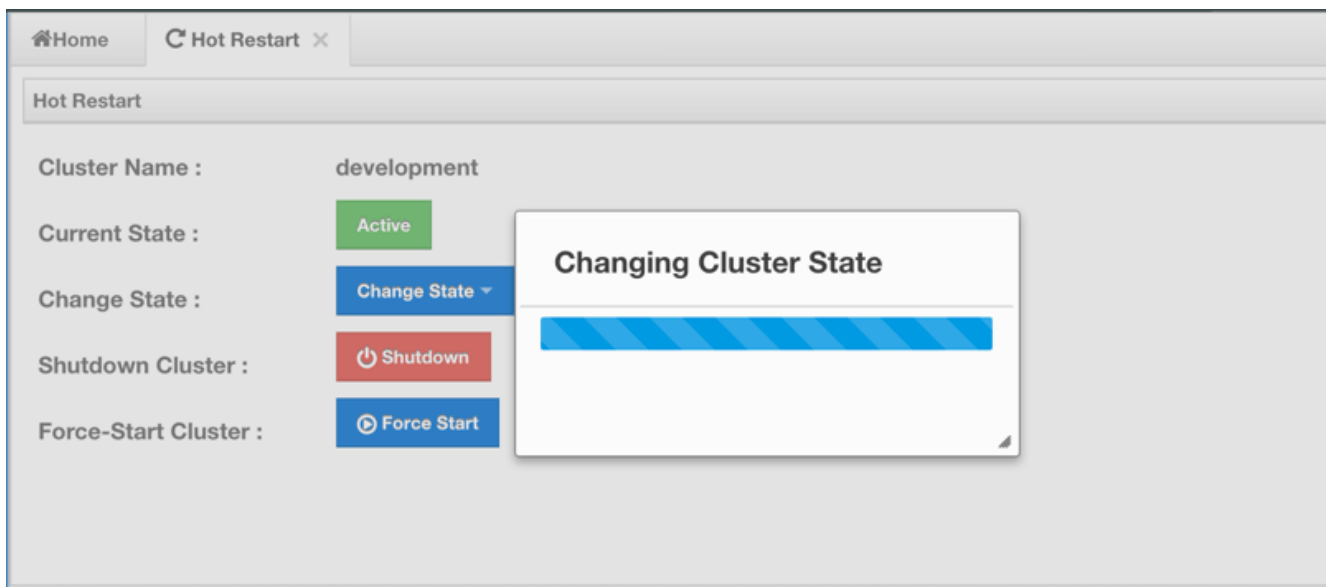 Home Hot Restart
Hot Restart
Cluster Name : development
Current State : Active
Change State : Change State
Shutdown Cluster : Shutdown
Force-Start Cluster : Force Start
Changing Cluster State